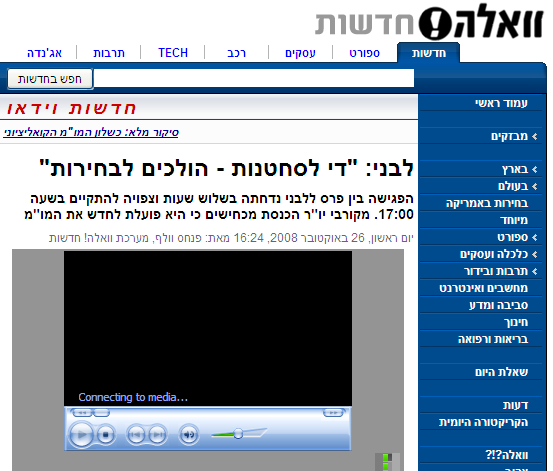 וואלה! חדשות
חדשות
ספורט
עסקים
רכב
TECH
תרבות
אג'נדה
חפש בחדשות
חדשות וידאו
סיקור מלא: כשלון המו"מ הקואליציוני
לבני: "די לסחטנות - הולכים לבחירות"
הפגישה בין פרס ללבני נדחתה בשלוש שעות וצפויה להתקיים בשעה
17:00. מקורבי יו"ר הכנסת מכחישים כי היא פועלת לחדש את המו"מ
יום ראשון, 26 באוקטובר 2008, 16:24 מאת: פנחס וולף, מערכת וואלה! חדשות
Connecting to media...
עמוד ראשי
מבזקים
בארץ
בעולם
בחירות באמריקה
מיוחד
ספורט
כלכלה ועסקים
תרבות ובידור
מחשבים ואינטרנט
סביבה ומדע
חינוך
בריאות ורפואה
שאלת היום
דעות
הקריקטורה היומית
וואלה?!?